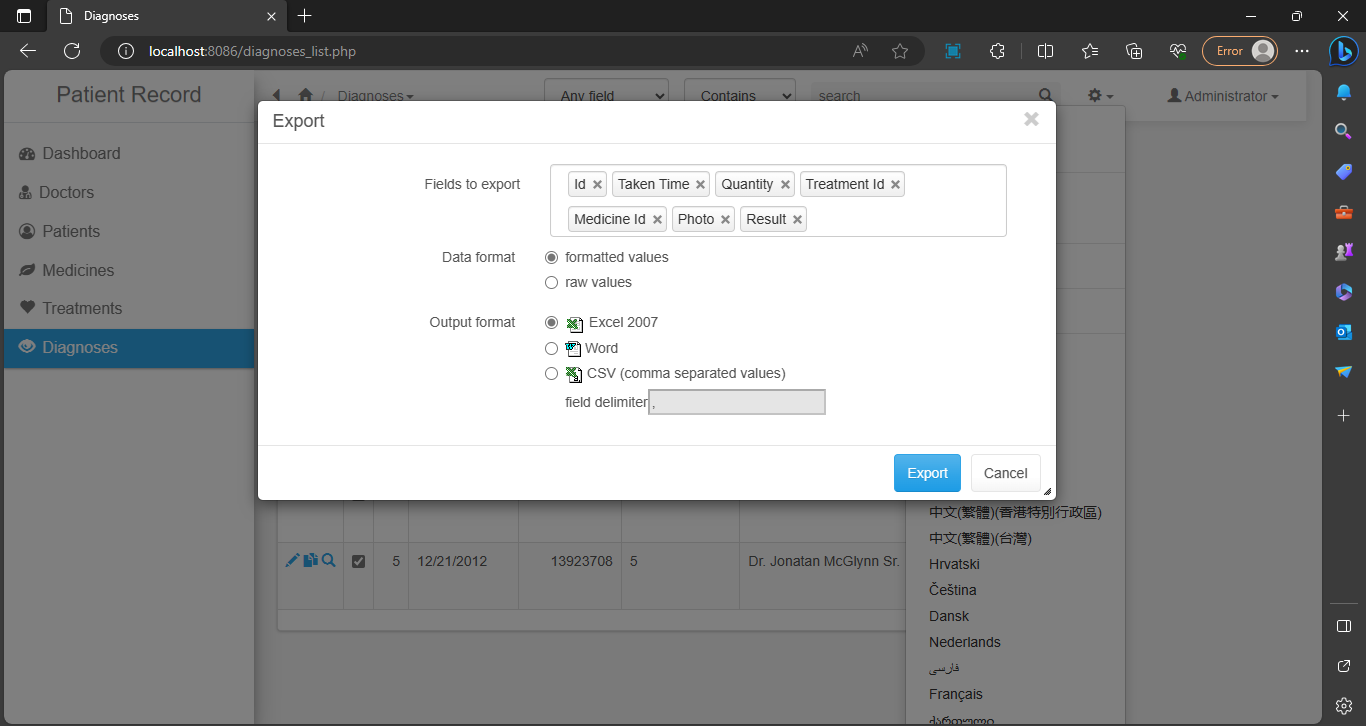 Diagnoses
localhost:8086/diagnoses_list.php
Error
Patient Record
Diagnoses
Any field
Contains
search
Administrator
Dashboard
Doctors
Patients
Medicines
Treatments
Diagnoses
Export
Fields to export
Id
Taken Time
Quantity
Treatment Id
Medicine Id
Photo
Result
Data format
formatted values
raw values
Output format
Excel 2007
Word
CSV (comma separated values)
field delimiter ,
Export
Cancel
5 12/21/2012 13923708 5 Dr. Jonatan McGlynn Sr.
中文(繁體)(香港特別行政區)
中文(繁體)(台灣)
Hrvatski
Čeština
Dansk
Nederlands
فارسی
Français
ქართული